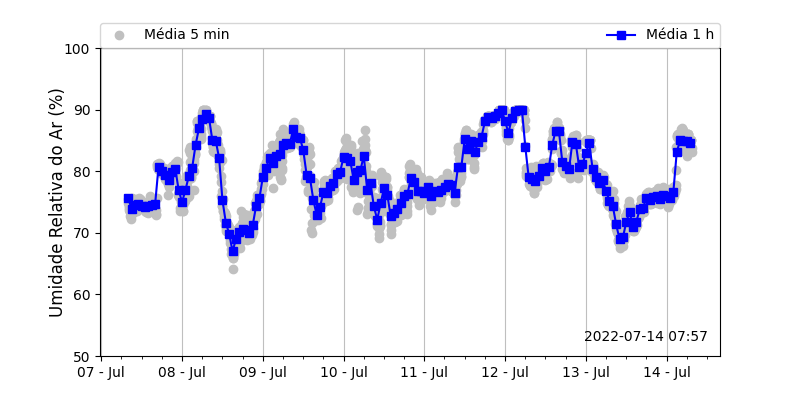 Média 5 min Média 1 h
Umidade Relativa do Ar (%)
100
90
80
70
60
50
2022-07-14 07:57
07 - Jul 08 - Jul 09 - Jul 10 - Jul 11 - Jul 12 - Jul 13 - Jul 14 - Jul